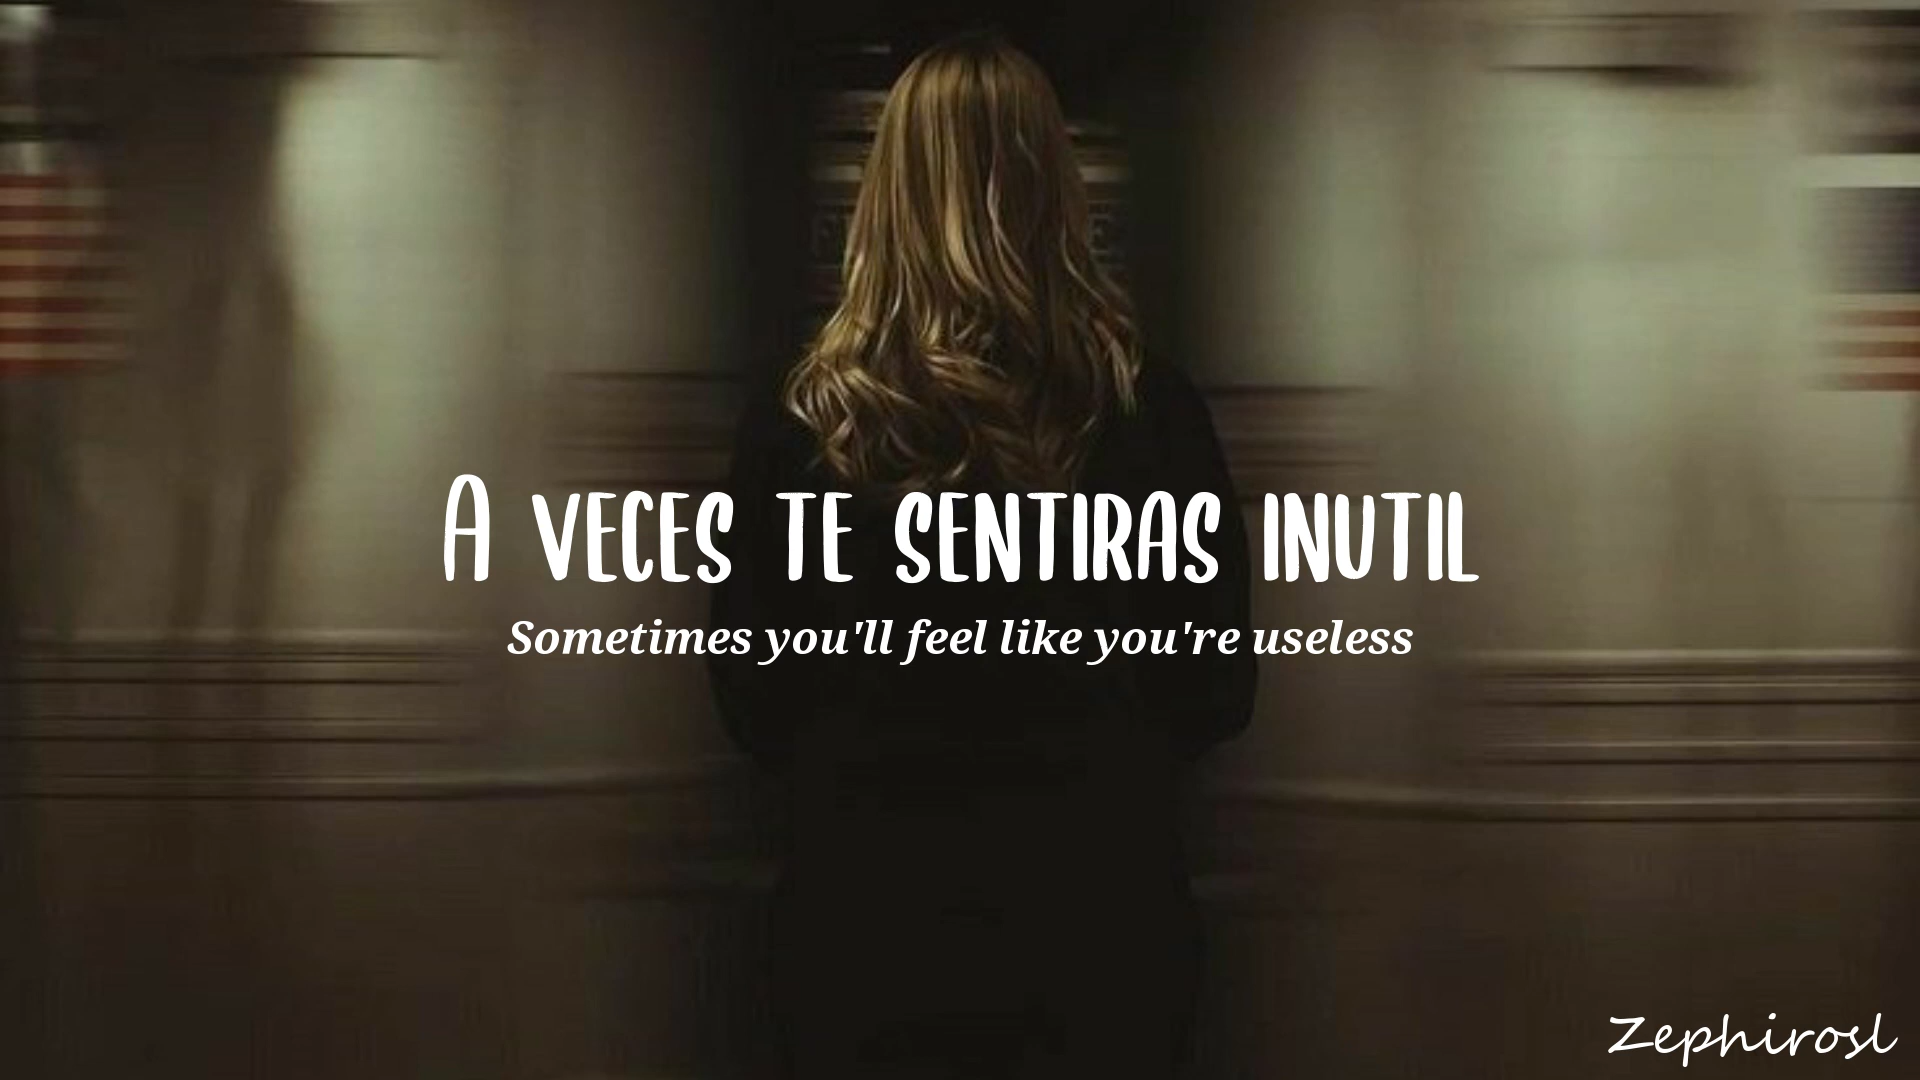 A VECES TE SENTIRAS INUTIL
Sometimes you'll feel like you're useless
Zephirosl